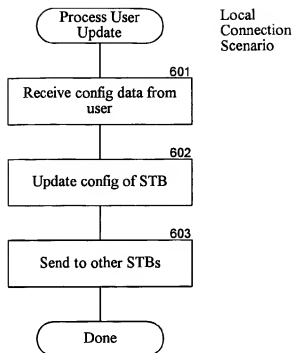 Process User
Update
Local
Connection
Scenario
601
Receive config data from
user
602
Update config of STB
603
Send to other STBs
Done